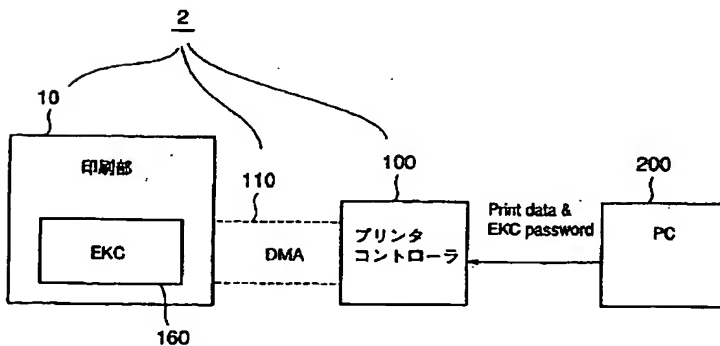 2
10
印刷部
EKC
160
110
DMA
100
プリンタ
コントローラ
Print data &
EKC password
200
PC